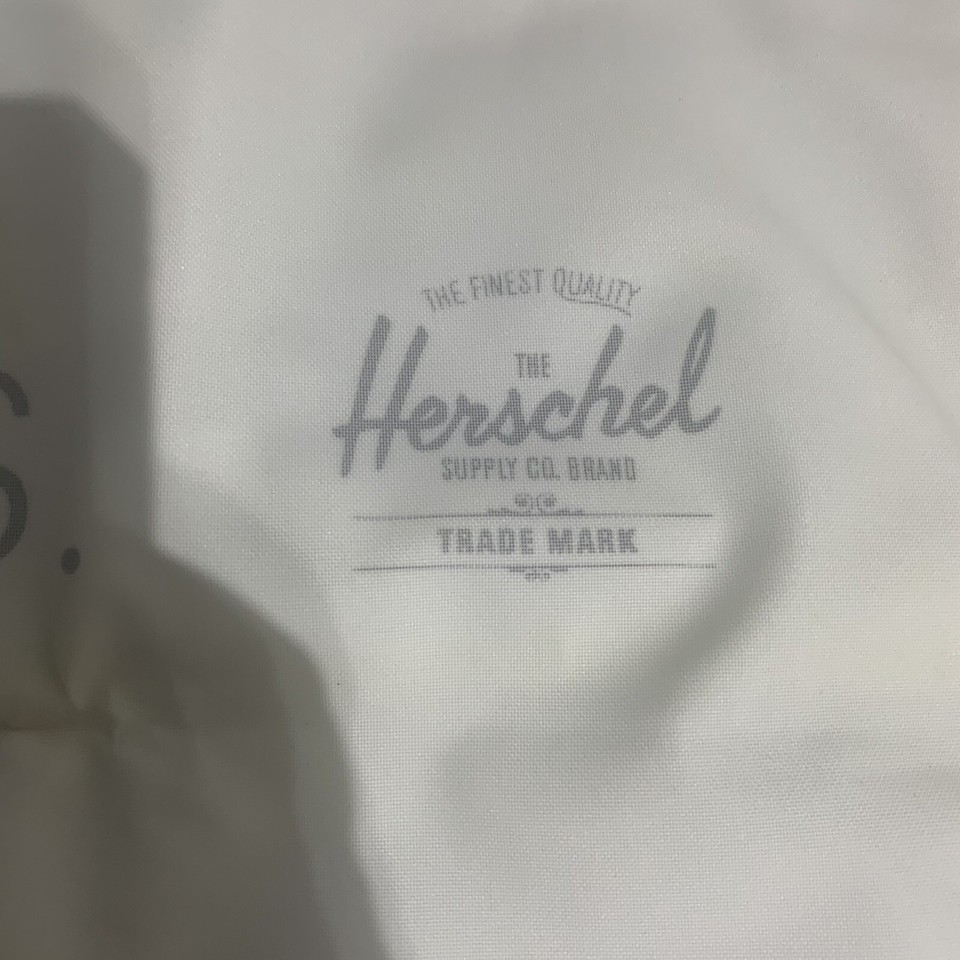 THE FINEST QUALITY
THE
Herschel
SUPPLY CO. BRAND
TRADE MARK